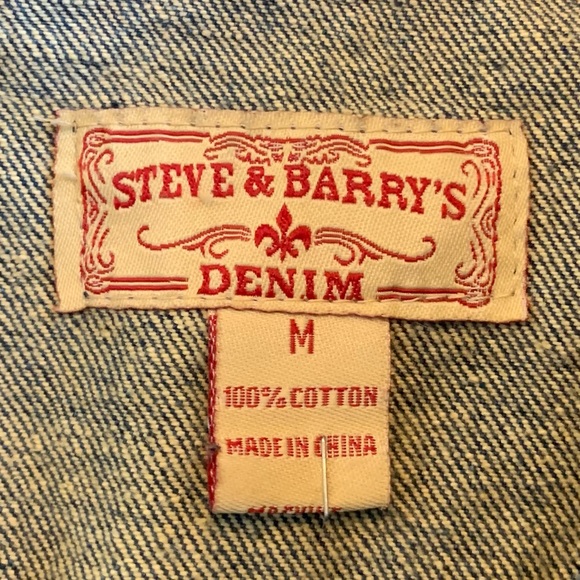 STEVE & BARRY'S
DENIM
M
100% COTTON
MADE IN CHINA